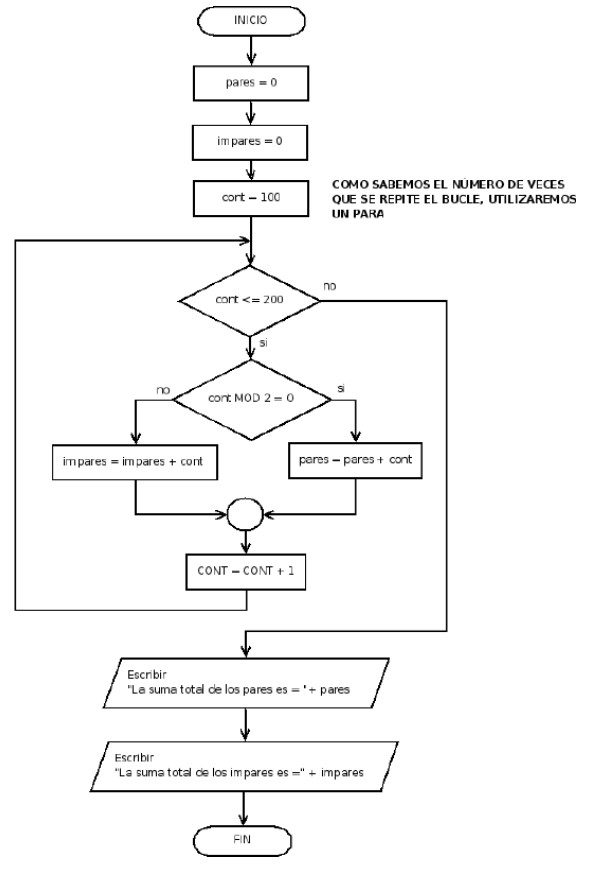 INICIO
pares = 0
impares = 0
cont = 100
COMO SABEMOS EL NÚMERO DE VECES
QUE SE REPITE EL BUCLE, UTILIZAREMOS
UN PARA
cont <= 200
no
si
cont MOD 2 = 0
no
si
impares = impares + cont
pares = pares + cont
CONT = CONT + 1
Escribir
"La suma total de los pares es = "+ pares
Escribir
"La suma total de los impares es =" + impares
FIN